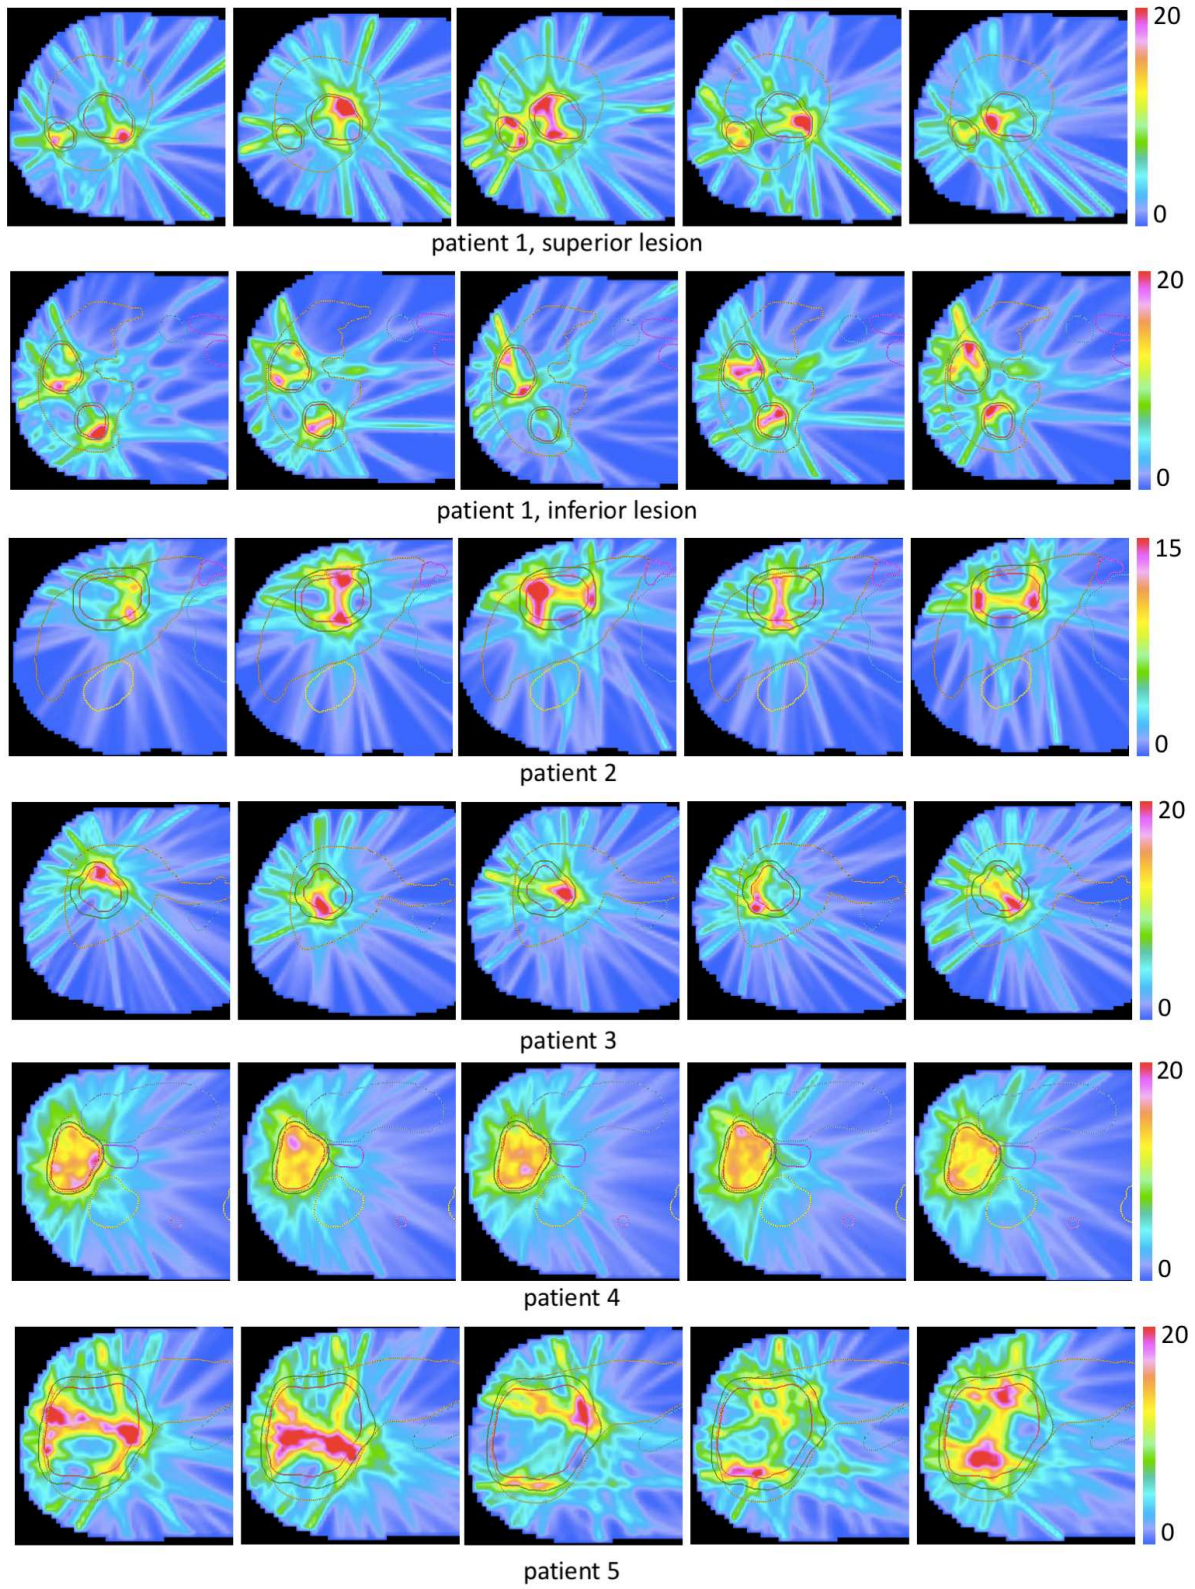 20
0
patient 1, superior lesion
20
0
patient 1, inferior lesion
15
0
patient 2
20
0
patient 3
20
0
patient 4
20
0
patient 5